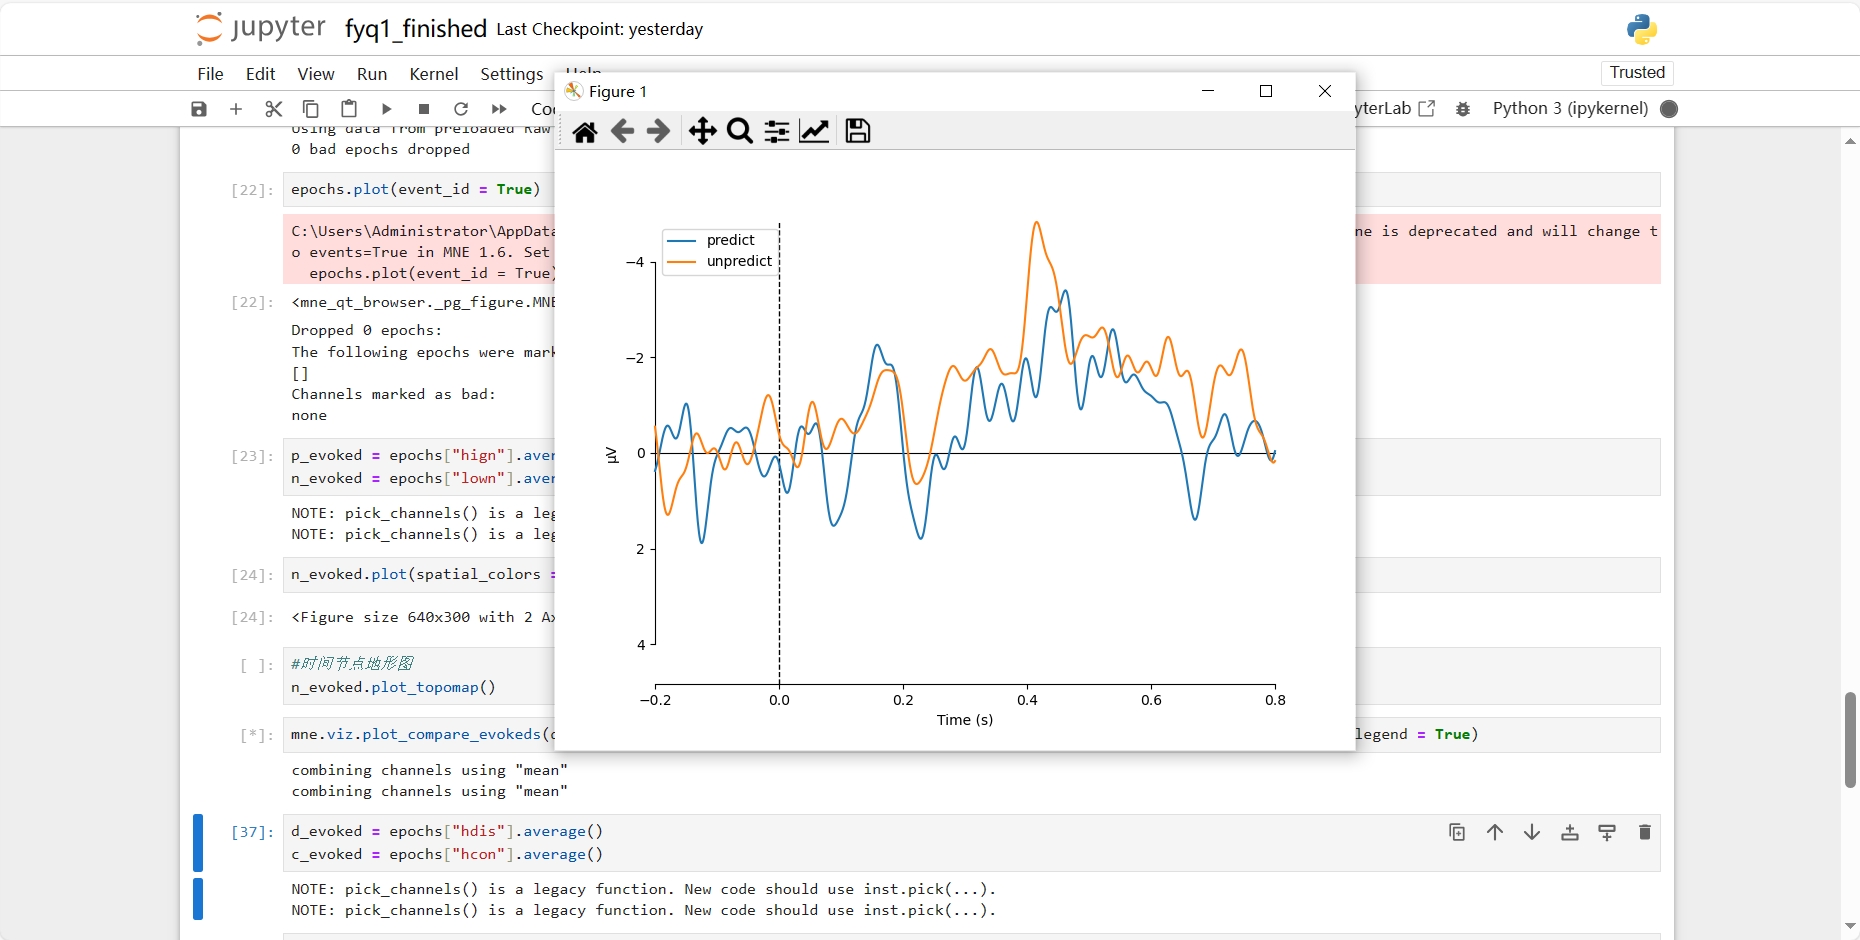 jupyter fyq1_finished Last Checkpoint: yesterday
File Edit View Run Kernel Settings Help
Trusted
Python 3 (ipykernel)
0 bad epochs dropped
[22]: epochs.plot(event_id = True)
C:\Users\Administrator\AppData
ne is deprecated and will change t
o events=True in MNE 1.6. Set
epochs.plot(event_id = True)
[22]: <mne_qt_browser._pg_figure.MNE
Dropped 0 epochs:
The following epochs were mark
[]
Channels marked as bad:
none
[23]: p_evoked = epochs["hign"].aver
n_evoked = epochs["lown"].aver
NOTE: pick_channels() is a leg
NOTE: pick_channels() is a leg
[24]: n_evoked.plot(spatial_colors =
[24]: <Figure size 640x300 with 2 Ax
[ ]: #时间节点地形图
n_evoked.plot_topomap()
[*]: mne.viz.plot_compare_evokeds(
legend = True)
combining channels using "mean"
combining channels using "mean"
[37]: d_evoked = epochs["hdis"].average()
c_evoked = epochs["hcon"].average()
NOTE: pick_channels() is a legacy function. New code should use inst.pick(...).
NOTE: pick_channels() is a legacy function. New code should use inst.pick(...).
Figure 1
predict
unpredict
−4
−2
0
2
4
µV
−0.2 0.0 0.2 0.4 0.6 0.8
Time (s)